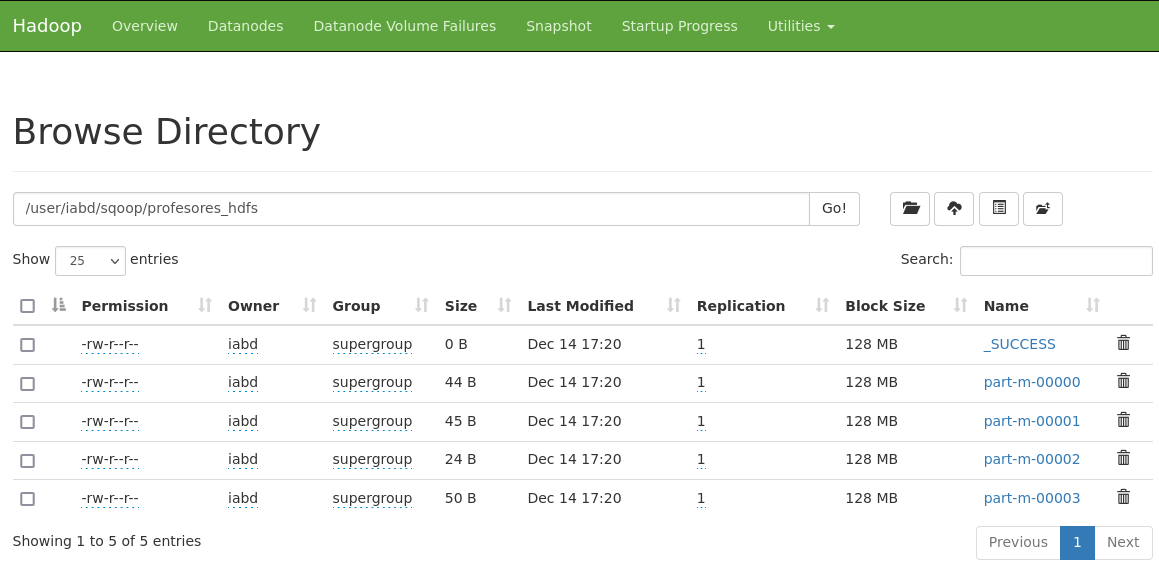 Hadoop Overview Datanodes Datanode Volume Failures Snapshot Startup Progress Utilities
Browse Directory
/user/iabd/sqoop/profesores_hdfs Go!
Show 25 entries Search:
Permission Owner Group Size Last Modified Replication Block Size Name
-rw-r--r-- iabd supergroup 0 B Dec 14 17:20 1 128 MB _SUCCESS
-rw-r--r-- iabd supergroup 44 B Dec 14 17:20 1 128 MB part-m-00000
-rw-r--r-- iabd supergroup 45 B Dec 14 17:20 1 128 MB part-m-00001
-rw-r--r-- iabd supergroup 24 B Dec 14 17:20 1 128 MB part-m-00002
-rw-r--r-- iabd supergroup 50 B Dec 14 17:20 1 128 MB part-m-00003
Showing 1 to 5 of 5 entries Previous 1 Next